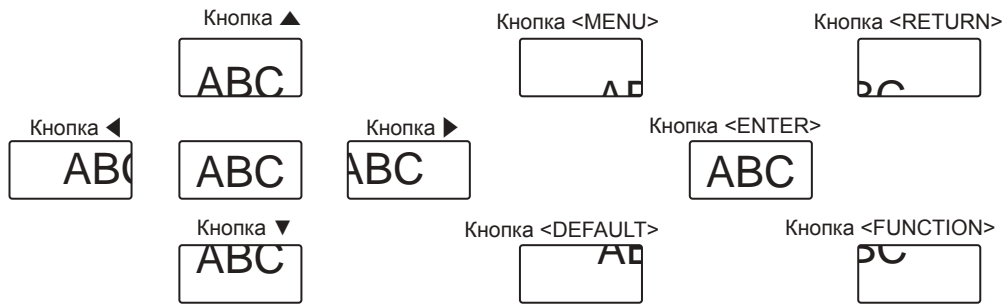 Кнопка ▲ Кнопка <MENU> Кнопка <RETURN>
ABC
Кнопка ◀ Кнопка ▶ Кнопка <ENTER>
ABC ABC ABC ABC
Кнопка ▼ Кнопка <DEFAULT> Кнопка <FUNCTION>
ABC